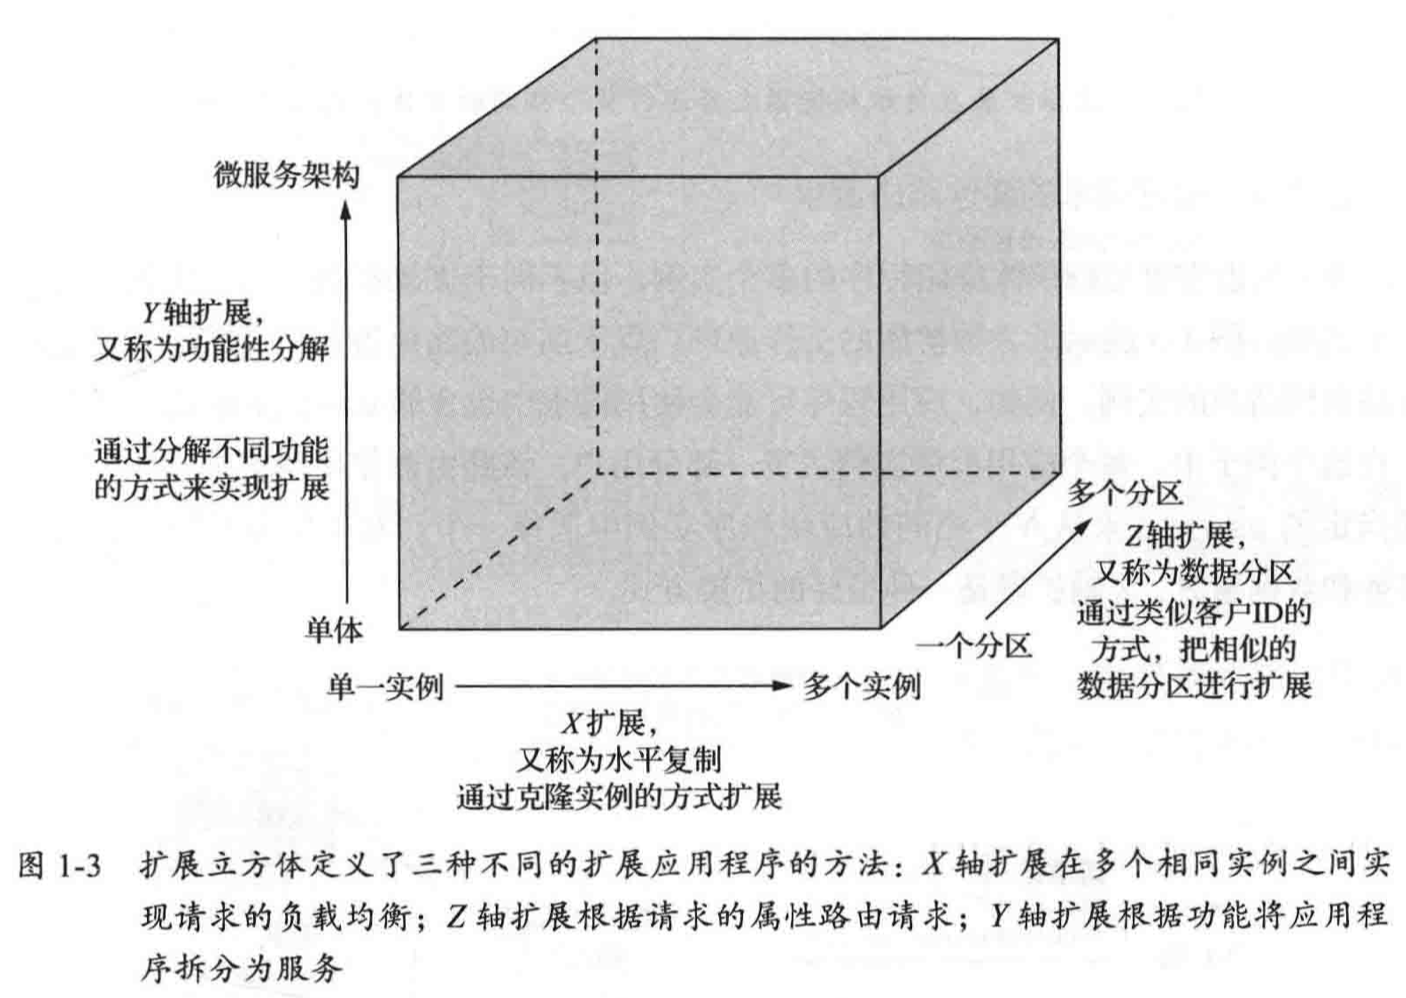 微服务架构
Y轴扩展，
又称为功能性分解
通过分解不同功能
的方式来实现扩展
单体
单一实例
多个实例
X扩展，
又称为水平复制
通过克隆实例的方式扩展
一个分区
多个分区
Z轴扩展，
又称为数据分区
通过类似客户ID的
方式，把相似的
数据分区进行扩展
图 1-3 扩展立方体定义了三种不同的扩展应用程序的方法：X 轴扩展在多个相同实例之间实
现请求的负载均衡；Z 轴扩展根据请求的属性路由请求；Y 轴扩展根据功能将应用程
序拆分为服务